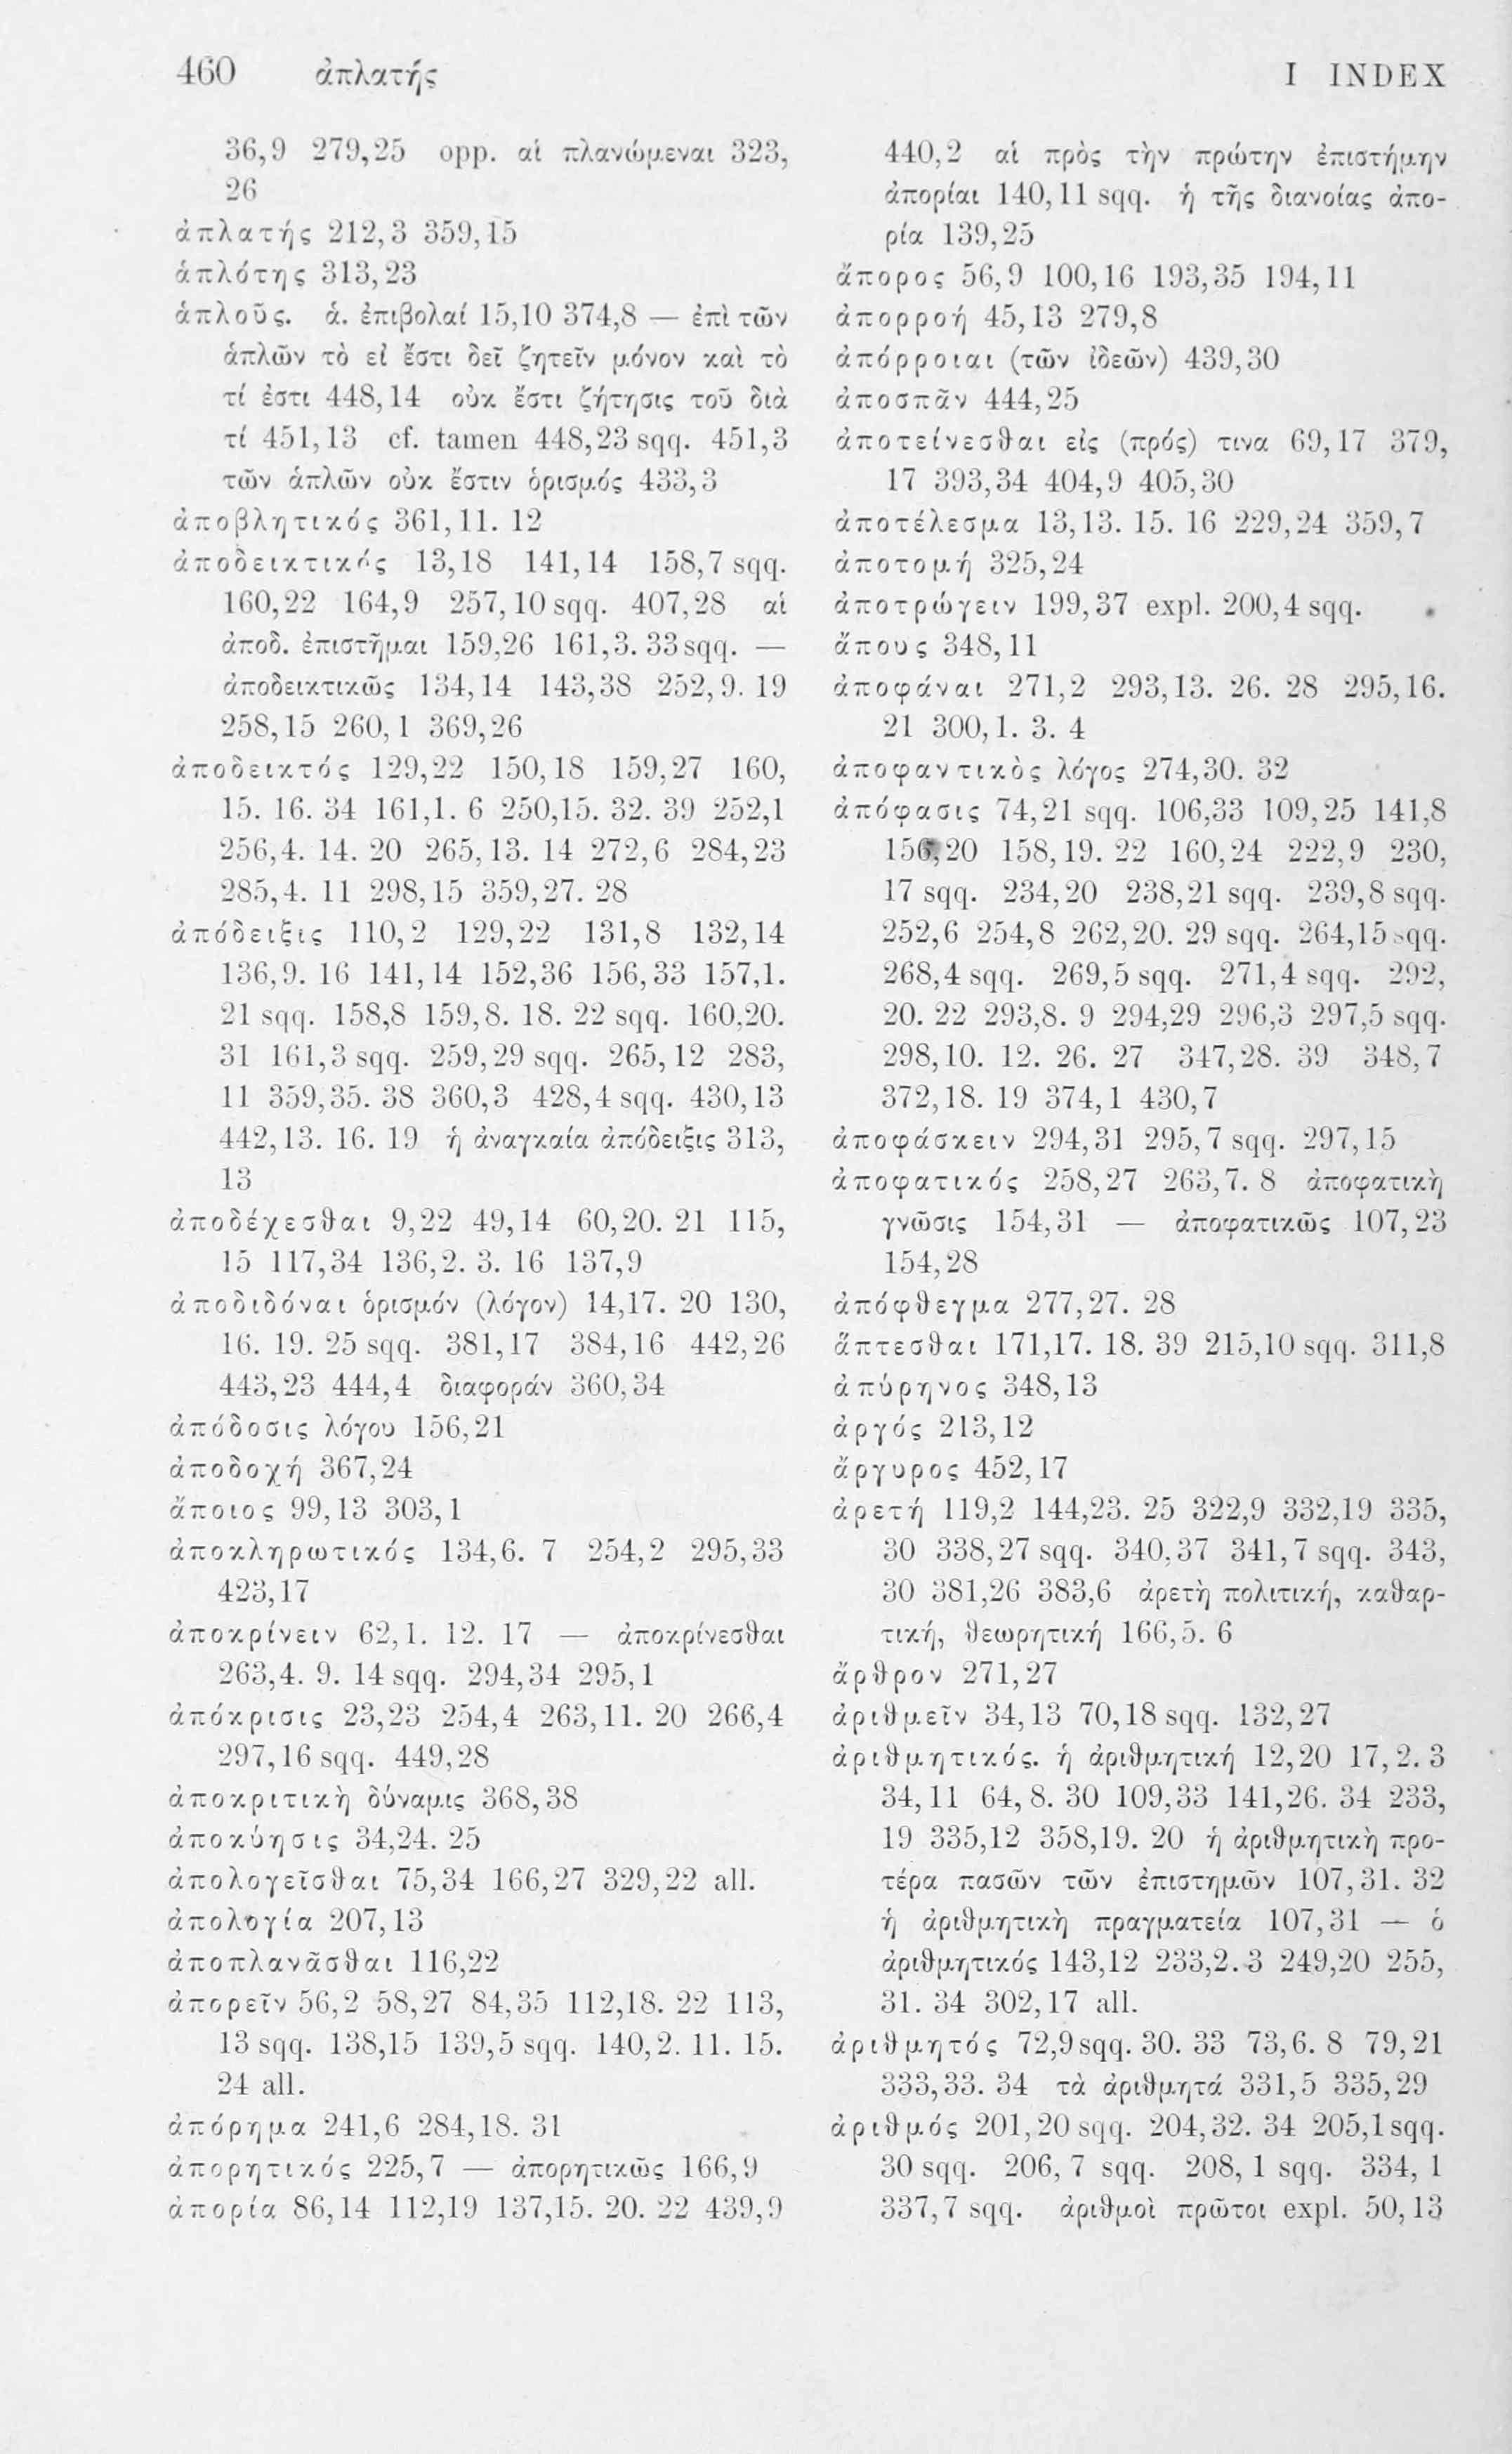 460 ἀπλατής I INDEX
36,9 279,25 opp. αἱ πλανώμεναι 323,
26
ἀπλατής 212,3 359,15
ἁπλότης 313,23
ἁπλοῦς. ἁ. ἐπιβολαί 15,10 374,8 — ἐπὶ τῶν
ἁπλῶν τὸ εἰ ἔστι δεῖ ζητεῖν μόνον καὶ τὸ
τί ἐστι 448,14 οὐκ ἔστι ζήτησις τοῦ διὰ
τί 451,13 cf. tamen 448,23 sqq. 451,3
τῶν ἁπλῶν οὐκ ἔστιν ὁρισμός 433,3
ἀποβλητικός 361,11. 12
ἀποδεικτικός 13,18 141,14 158,7 sqq.
160,22 164,9 257,10 sqq. 407,28 αἱ
ἀποδ. ἐπιστῆμαι 159,26 161,3. 33 sqq. —
ἀποδεικτικῶς 134,14 143,38 252,9. 19
258,15 260,1 369,26
ἀποδεικτός 129,22 150,18 159,27 160,
15. 16. 34 161,1. 6 250,15. 32. 39 252,1
256,4. 14. 20 265,13. 14 272,6 284,23
285,4. 11 298,15 359,27. 28
ἀπόδειξις 110,2 129,22 131,8 132,14
136,9. 16 141,14 152,36 156,33 157,1.
21 sqq. 158,8 159,8. 18. 22 sqq. 160,20.
31 161,3 sqq. 259,29 sqq. 265,12 283,
11 359,35. 38 360,3 428,4 sqq. 430,13
442,13. 16. 19 ἡ ἀναγκαία ἀπόδειξις 313,
13
ἀποδέχεσθαι 9,22 49,14 60,20. 21 115,
15 117,34 136,2. 3. 16 137,9
ἀποδιδόναι ὁρισμόν (λόγον) 14,17. 20 130,
16. 19. 25 sqq. 381,17 384,16 442,26
443,23 444,4 διαφοράν 360,34
ἀπόδοσις λόγου 156,21
ἀποδοχή 367,24
ἄποιος 99,13 303,1
ἀποκληρωτικός 134,6. 7 254,2 295,33
423,17
ἀποκρίνειν 62,1. 12. 17 — ἀποκρίνεσθαι
263,4. 9. 14 sqq. 294,34 295,1
ἀπόκρισις 23,23 254,4 263,11. 20 266,4
297,16 sqq. 449,28
ἀποκριτικὴ δύναμις 368,38
ἀποκύησις 34,24. 25
ἀπολογεῖσθαι 75,34 166,27 329,22 all.
ἀπολογία 207,13
ἀποπλανᾶσθαι 116,22
ἀπορεῖν 56,2 58,27 84,35 112,18. 22 113,
13 sqq. 138,15 139,5 sqq. 140,2. 11. 15.
24 all.
ἀπόρημα 241,6 284,18. 31
ἀπορητικός 225,7 — ἀπορητικῶς 166,9
ἀπορία 86,14 112,19 137,15. 20. 22 439,9
440,2 αἱ πρὸς τὴν πρώτην ἐπιστήμην
ἀπορίαι 140,11 sqq. ἡ τῆς διανοίας ἀπο-
ρία 139,25
ἄπορος 56,9 100,16 193,35 194,11
ἀπορροή 45,13 279,8
ἀπόρροιαι (τῶν ἰδεῶν) 439,30
ἀποσπᾶν 444,25
ἀποτείνεσθαι εἰς (πρός) τινα 69,17 379,
17 393,34 404,9 405,30
ἀποτέλεσμα 13,13. 15. 16 229,24 359,7
ἀποτομή 325,24
ἀποτρώγειν 199,37 expl. 200,4 sqq.
ἄπους 348,11
ἀποφάναι 271,2 293,13. 26. 28 295,16.
21 300,1. 3. 4
ἀποφαντικὸς λόγος 274,30. 32
ἀπόφασις 74,21 sqq. 106,33 109,25 141,8
156,20 158,19. 22 160,24 222,9 230,
17 sqq. 234,20 238,21 sqq. 239,8 sqq.
252,6 254,8 262,20. 29 sqq. 264,15 sqq.
268,4 sqq. 269,5 sqq. 271,4 sqq. 292,
20. 22 293,8. 9 294,29 296,3 297,5 sqq.
298,10. 12. 26. 27 347,28. 39 348,7
372,18. 19 374,1 430,7
ἀποφάσκειν 294,31 295,7 sqq. 297,15
ἀποφατικός 258,27 263,7. 8 ἀποφατικὴ
γνῶσις 154,31 — ἀποφατικῶς 107,23
154,28
ἀπόφθεγμα 277,27. 28
ἅπτεσθαι 171,17. 18. 39 215,10 sqq. 311,8
ἀπύρηνος 348,13
ἀργός 213,12
ἄργυρος 452,17
ἀρετή 119,2 144,23. 25 322,9 332,19 335,
30 338,27 sqq. 340,37 341,7 sqq. 343,
30 381,26 383,6 ἀρετὴ πολιτική, καθαρ-
τική, θεωρητική 166,5. 6
ἄρθρον 271,27
ἀριθμεῖν 34,13 70,18 sqq. 132,27
ἀριθμητικός. ἡ ἀριθμητική 12,20 17,2. 3
34,11 64,8. 30 109,33 141,26. 34 233,
19 335,12 358,19. 20 ἡ ἀριθμητικὴ προ-
τέρα πασῶν τῶν ἐπιστημῶν 107,31. 32
ἡ ἀριθμητικὴ πραγματεία 107,31 — ὁ
ἀριθμητικός 143,12 233,2. 3 249,20 255,
31. 34 302,17 all.
ἀριθμητός 72,9 sqq. 30. 33 73,6. 8 79,21
333,33. 34 τὰ ἀριθμητά 331,5 335,29
ἀριθμός 201,20 sqq. 204,32. 34 205,1 sqq.
30 sqq. 206,7 sqq. 208,1 sqq. 334,1
337,7 sqq. ἀριθμοὶ πρῶτοι expl. 50,13